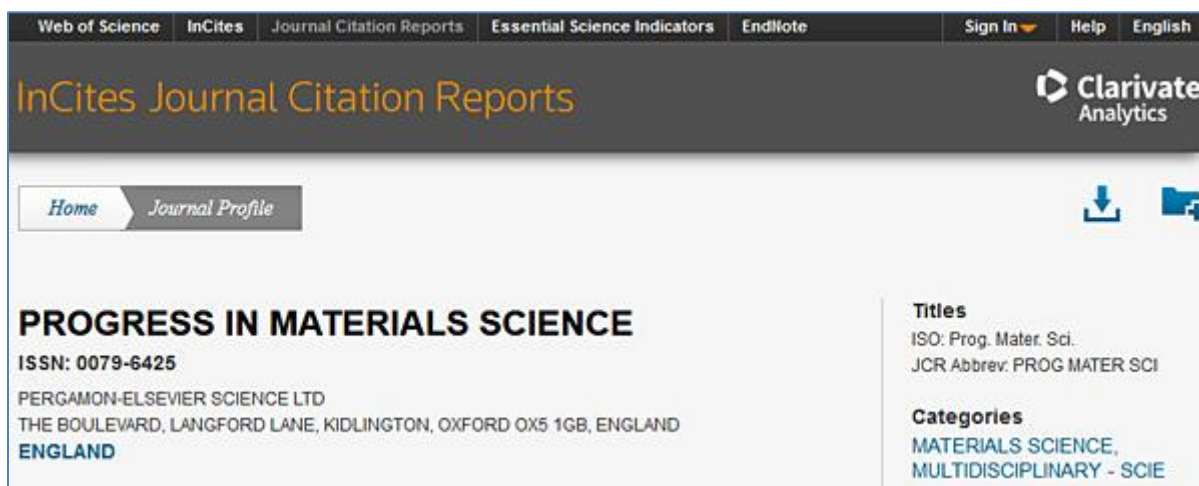 Web of Science InCites Journal Citation Reports Essential Science Indicators EndNote Sign In Help English
InCites Journal Citation Reports
Clarivate
Analytics
Home Journal Profile
PROGRESS IN MATERIALS SCIENCE
ISSN: 0079-6425
PERGAMON-ELSEVIER SCIENCE LTD
THE BOULEVARD, LANGFORD LANE, KIDLINGTON, OXFORD OX5 1GB, ENGLAND
ENGLAND
Titles
ISO: Prog. Mater. Sci.
JCR Abbrev: PROG MATER SCI
Categories
MATERIALS SCIENCE,
MULTIDISCIPLINARY - SCIE